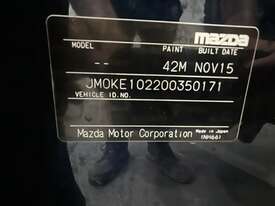 mazda
MODEL PAINT BUILT DATE
-- 42M NOV15
JM0KE102200350171
VEHICLE ID.NO.
Mazda Motor Corporation Made in Japan